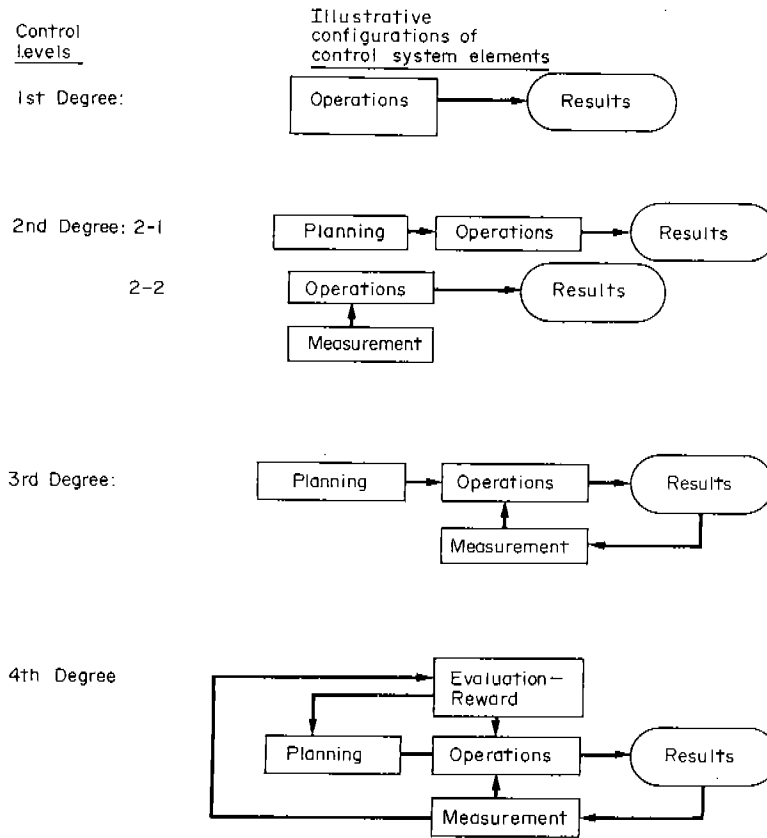 Control
Levels
Illustrative
configurations of
control system elements
1st Degree:
Operations
Results
2nd Degree: 2-1
Planning
Operations
Results
2-2
Operations
Results
Measurement
3rd Degree:
Planning
Operations
Results
Measurement
4th Degree
Evaluation-
Reward
Planning
Operations
Results
Measurement